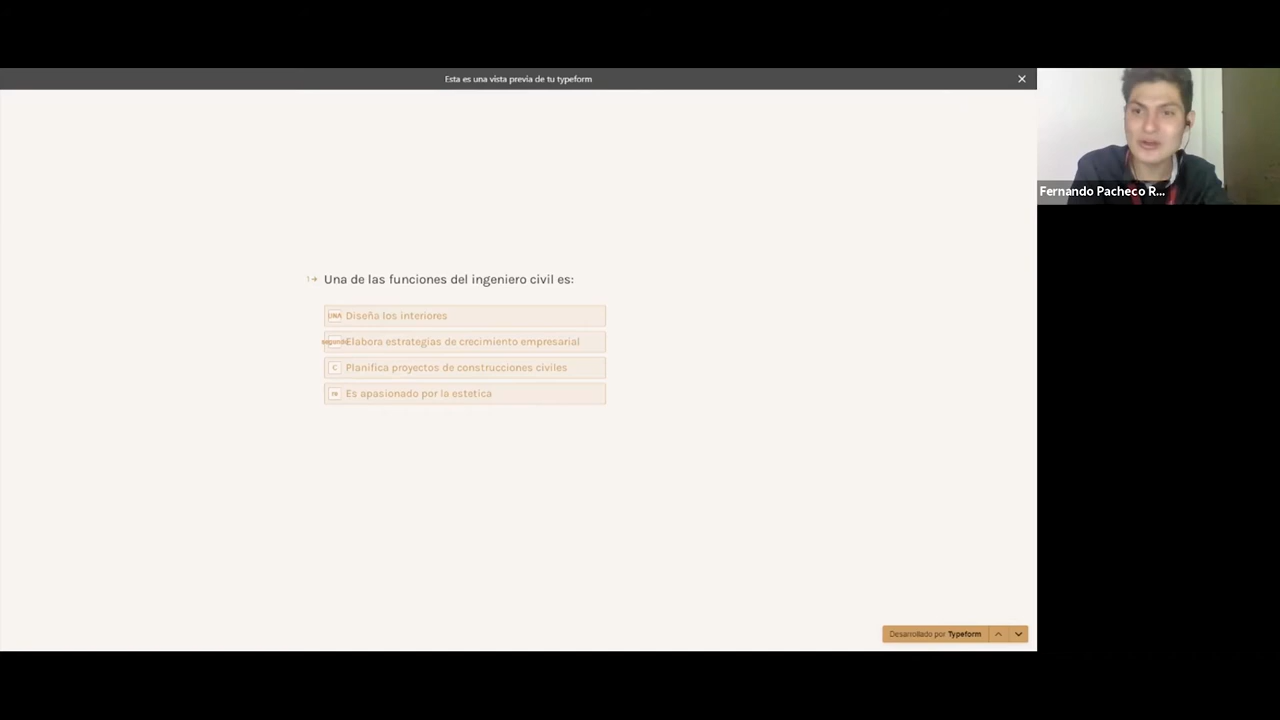 Esta es una vista previa de tu typeform
Fernando Pacheco R...
1 Una de las funciones del ingeniero civil es:
UNA Diseña los interiores
Elabora estrategias de crecimiento empresarial
C Planifica proyectos de construcciones civiles
Es apasionado por la estetica
Desarrollado por Typeform